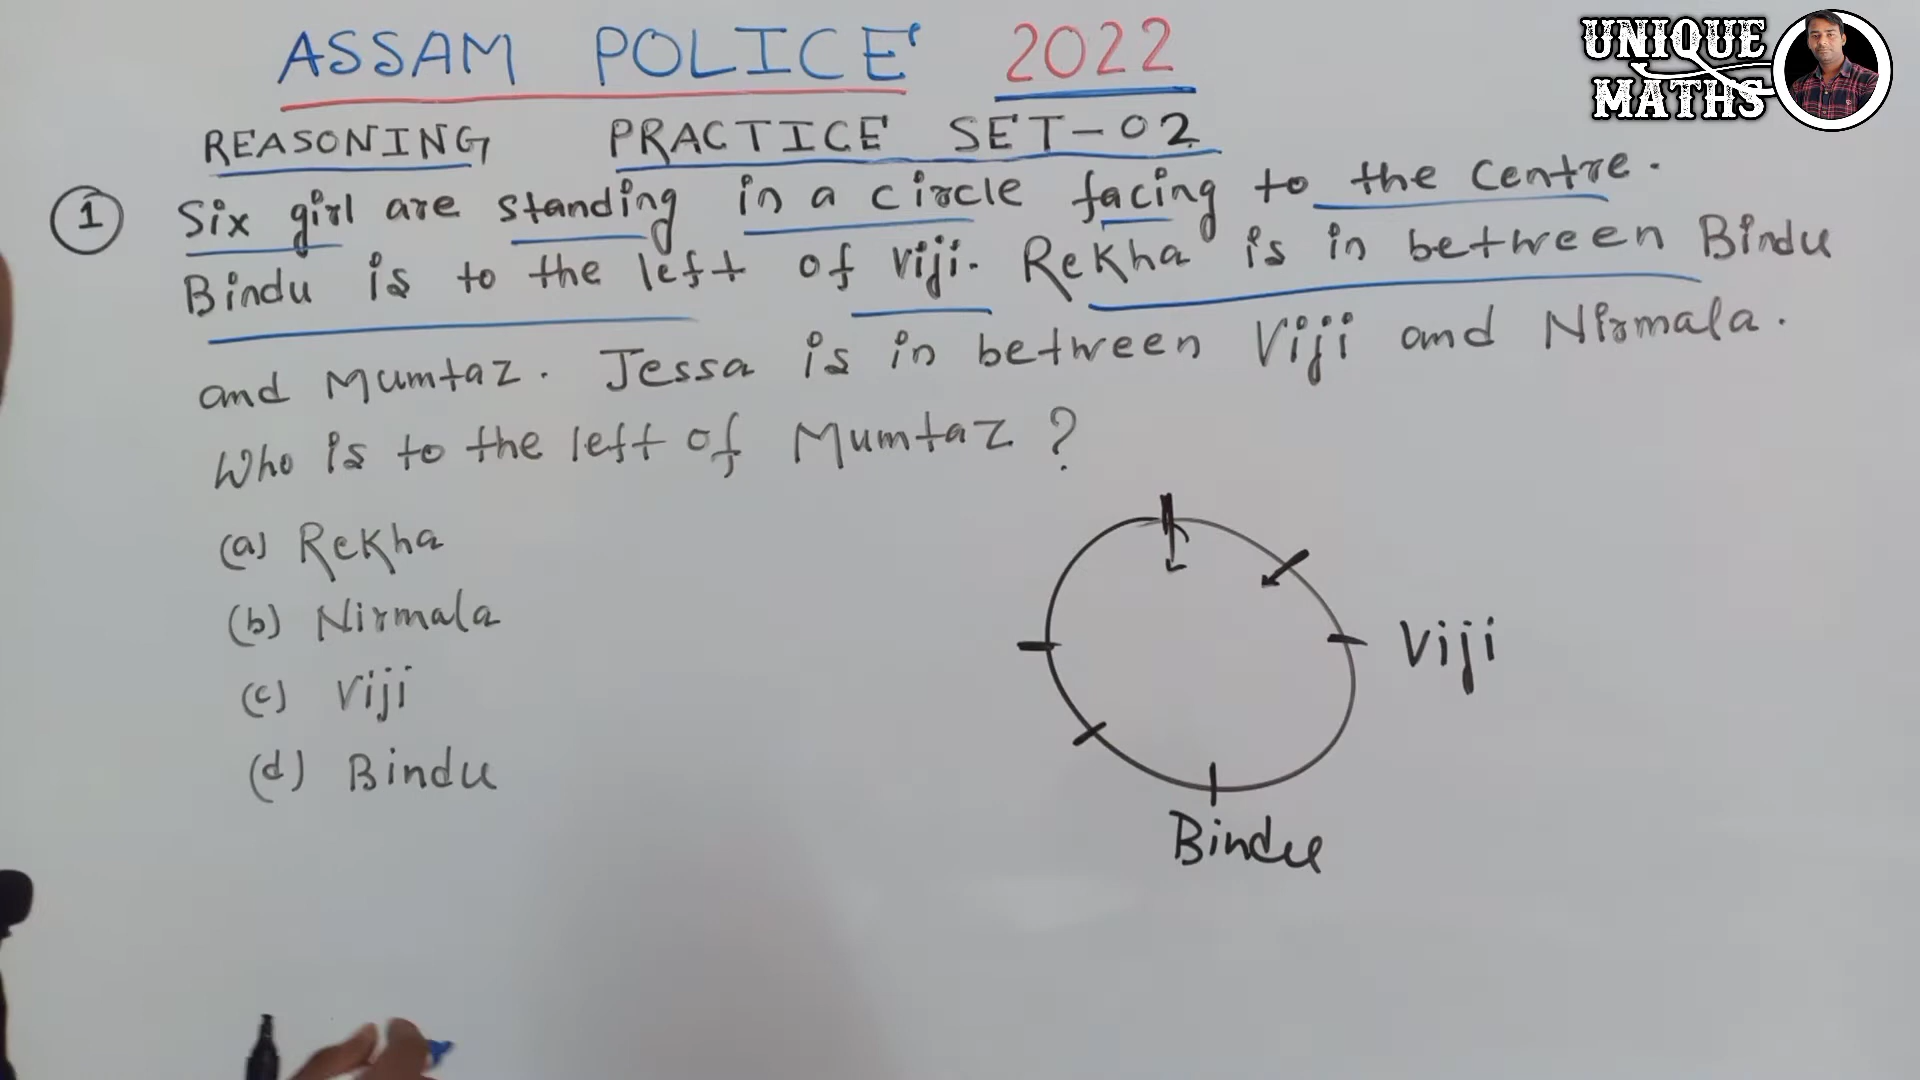 ASSAM POLICE 2022
UNIQUE
MATHS
REASONING PRACTICE SET-02
1 Six girl are standing in a circle facing to the centre.
Bindu is to the left of Viji. Rekha is in between Bindu
and Mumtaz. Jessa is in between Viji and Nirmala.
Who is to the left of Mumtaz?
(a) Rekha
(b) Nirmala
(c) Viji
(d) Bindu
Viji
Bindu